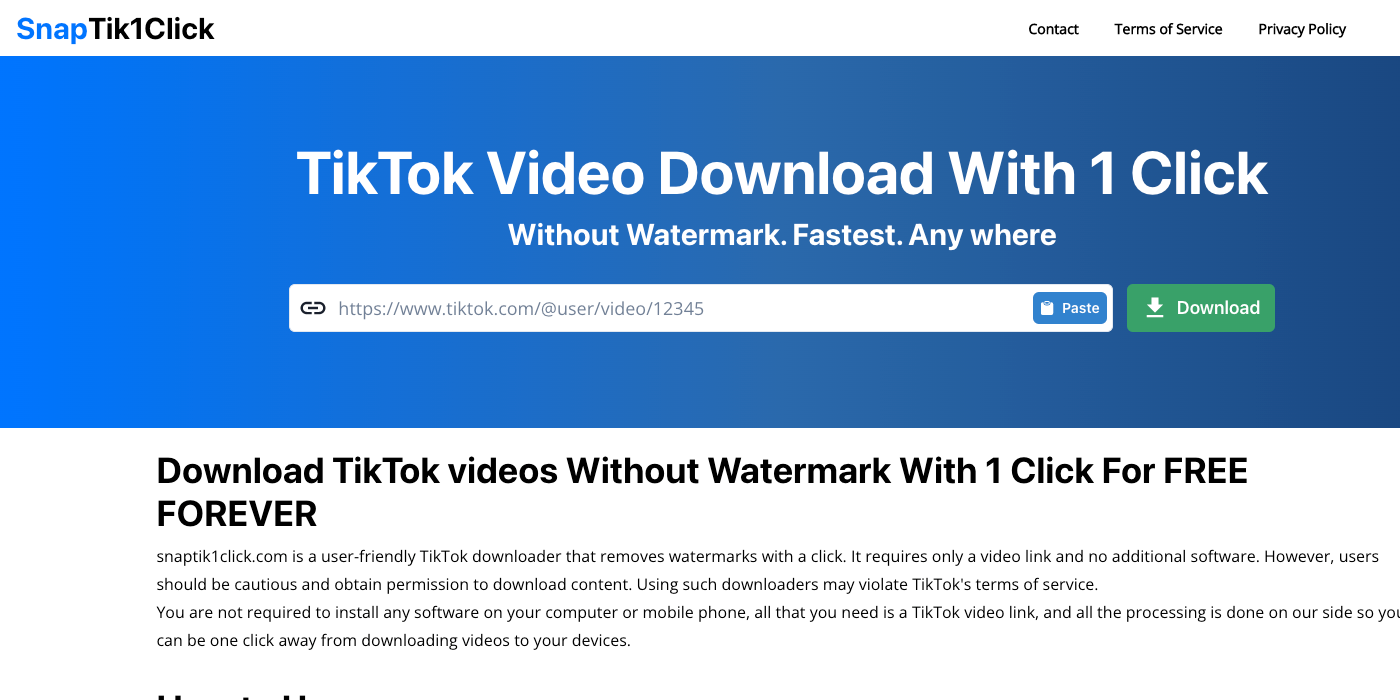 SnapTik1Click
Contact
Terms of Service
Privacy Policy
TikTok Video Download With 1 Click
Without Watermark. Fastest. Any where
https://www.tiktok.com/@user/video/12345
Paste
Download
Download TikTok videos Without Watermark With 1 Click For FREE
FOREVER
snaptik1click.com is a user-friendly TikTok downloader that removes watermarks with a click. It requires only a video link and no additional software. However, users
should be cautious and obtain permission to download content. Using such downloaders may violate TikTok's terms of service.
You are not required to install any software on your computer or mobile phone, all that you need is a TikTok video link, and all the processing is done on our side so you
can be one click away from downloading videos to your devices.